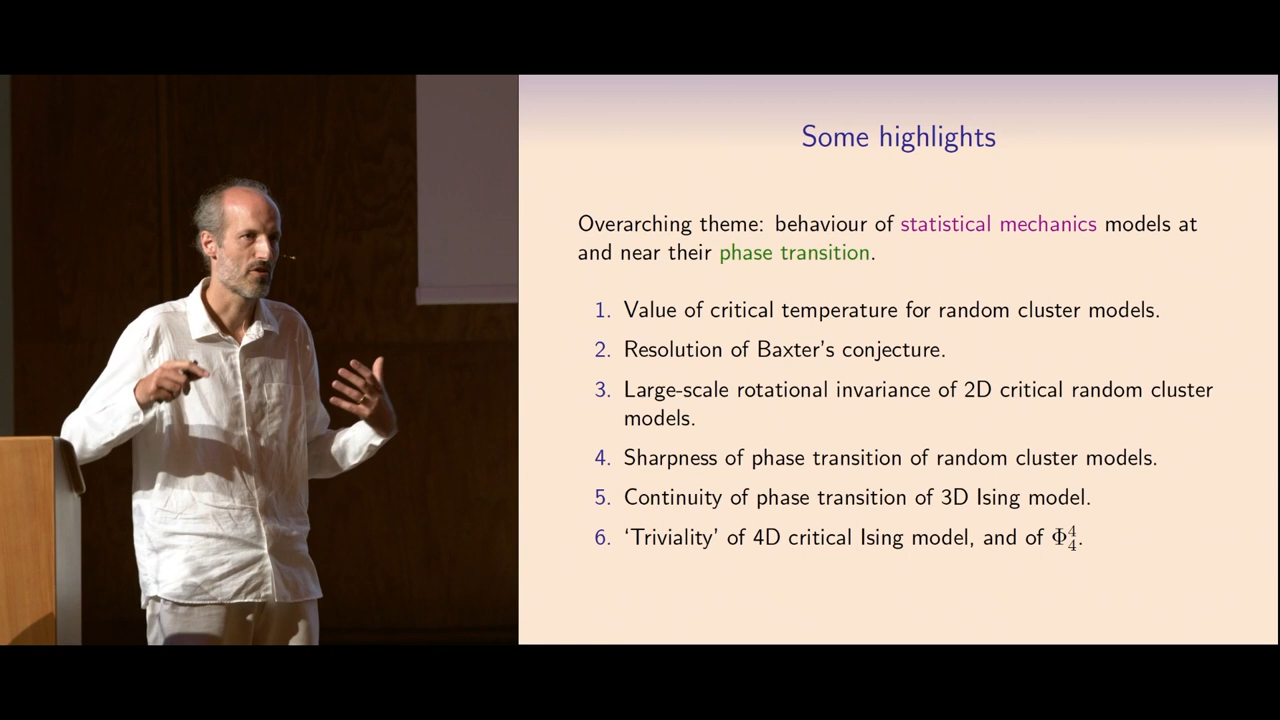 Some highlights
Overarching theme: behaviour of statistical mechanics models at
and near their phase transition.
1. Value of critical temperature for random cluster models.
2. Resolution of Baxter's conjecture.
3. Large-scale rotational invariance of 2D critical random cluster
models.
4. Sharpness of phase transition of random cluster models.
5. Continuity of phase transition of 3D Ising model.
6. ‘Triviality’ of 4D critical Ising model, and of Φ⁴₄.